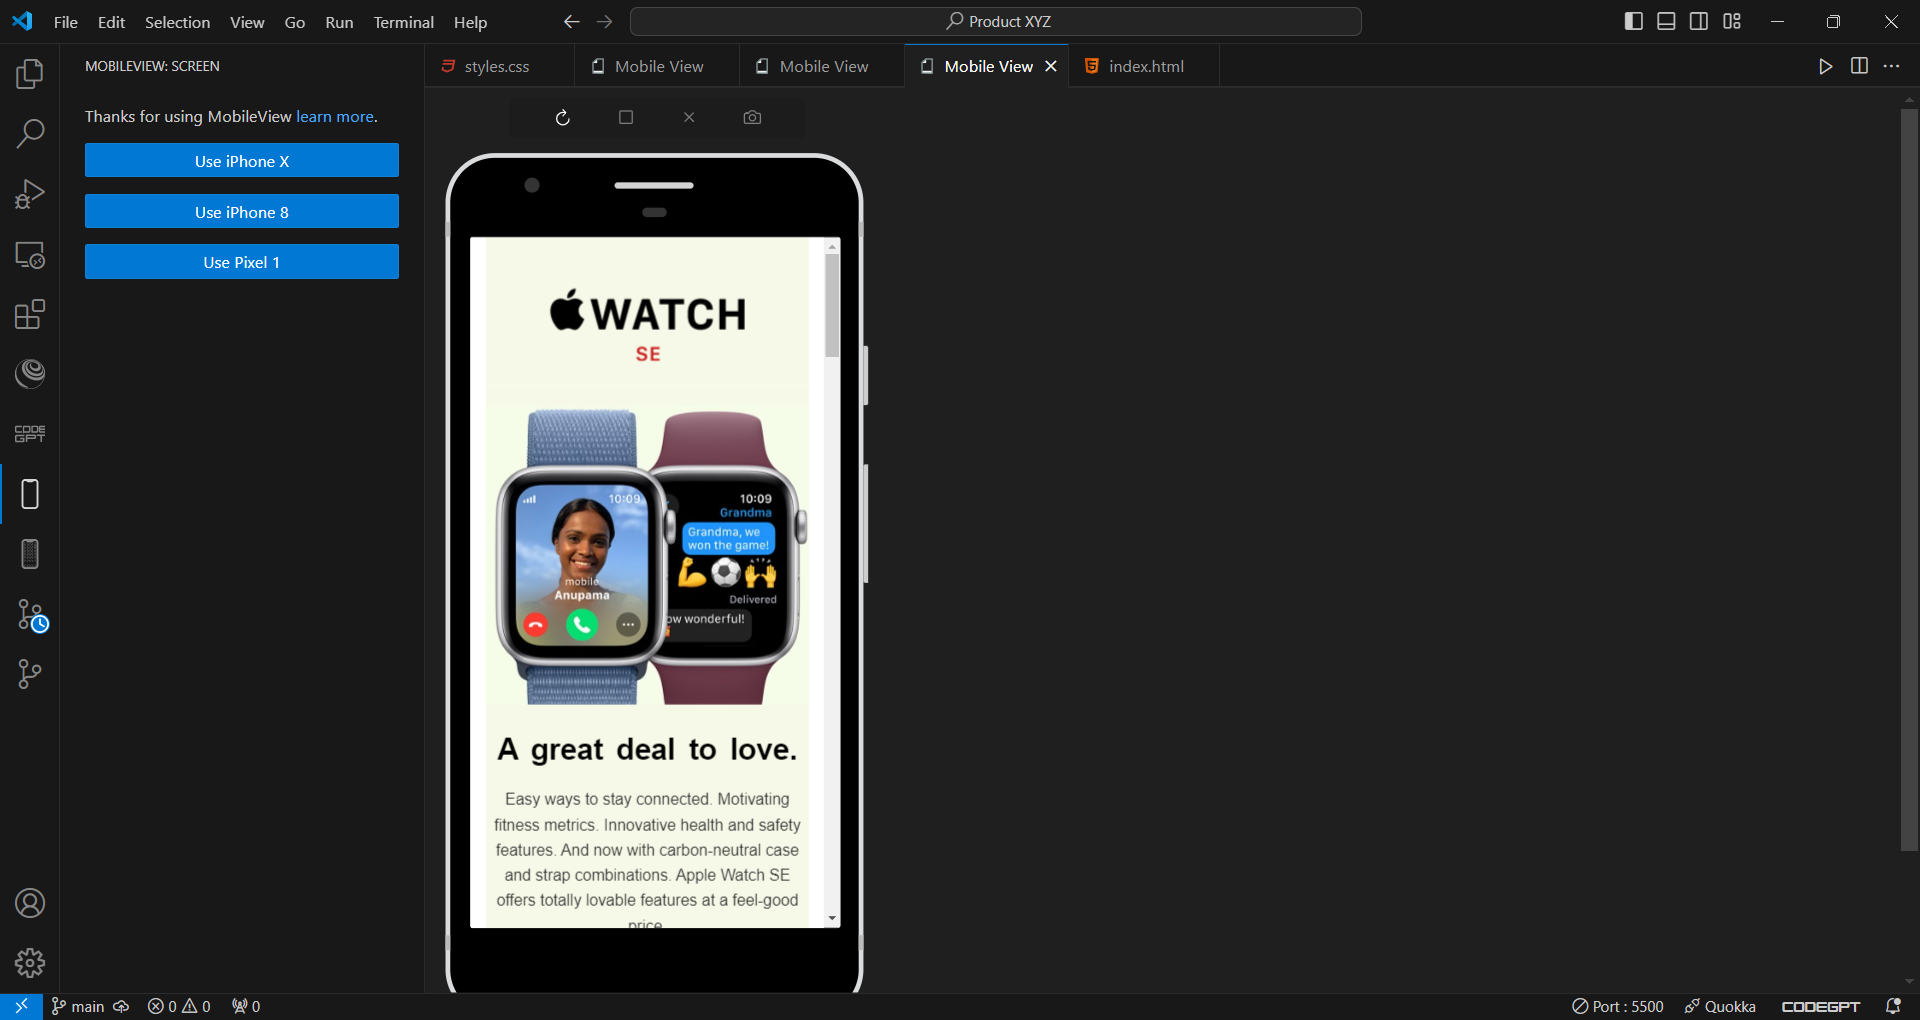 File Edit Selection View Go Run Terminal Help
Product XYZ
MOBILEVIEW: SCREEN
Thanks for using MobileView learn more.
Use iPhone X
Use iPhone 8
Use Pixel 1
CODE
GPT
styles.css
Mobile View
Mobile View
Mobile View
index.html
WATCH
SE
10:09
mobile
Anupama
10:09
Grandma
Grandma, we
won the game!
Delivered
ow wonderful!
A great deal to love.
Easy ways to stay connected. Motivating
fitness metrics. Innovative health and safety
features. And now with carbon-neutral case
and strap combinations. Apple Watch SE
offers totally lovable features at a feel-good
price
main 0 0 0
Port : 5500 Quokka CODEGPT